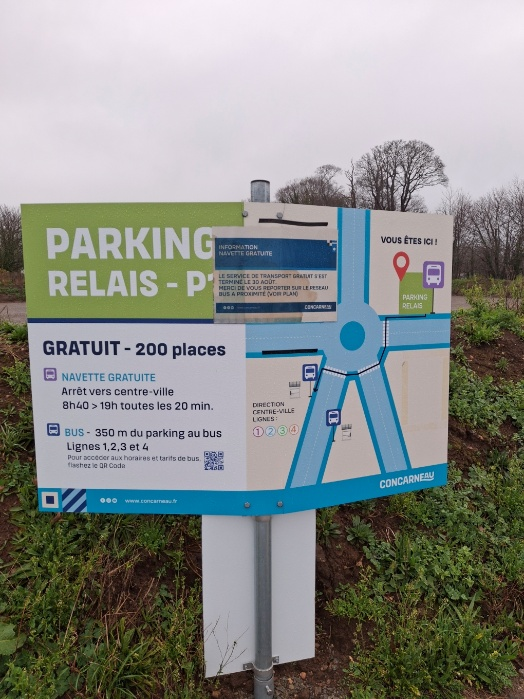 PARKING
RELAIS - P
INFORMATION
NAVETTE GRATUITE
LE SERVICE DE TRANSPORT GRATUIT S'EST
TERMINÉ LE 30 AOÛT.
MERCI DE VOUS REPORTER SUR LE RÉSEAU
BUS À PROXIMITÉ (VOIR PLAN)
CONCARNEAU
VOUS ÊTES ICI !
PARKING
RELAIS
GRATUIT - 200 places
NAVETTE GRATUITE
Arrêt vers centre-ville
8h40 > 19h toutes les 20 min.
BUS - 350 m du parking au bus
Lignes 1,2,3 et 4
Pour accéder aux horaires et tarifs de bus,
flashez le QR Code
DIRECTION
CENTRE-VILLE
LIGNES :
1 2 3 4
www.concarneau.fr
CONCARNEAU